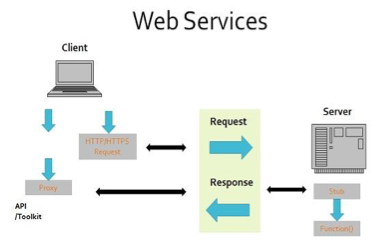 Web Services
Client
Server
HTTP/HTTPS
Request
Request
Response
Proxy
API
/Toolkit
Stub
Function()